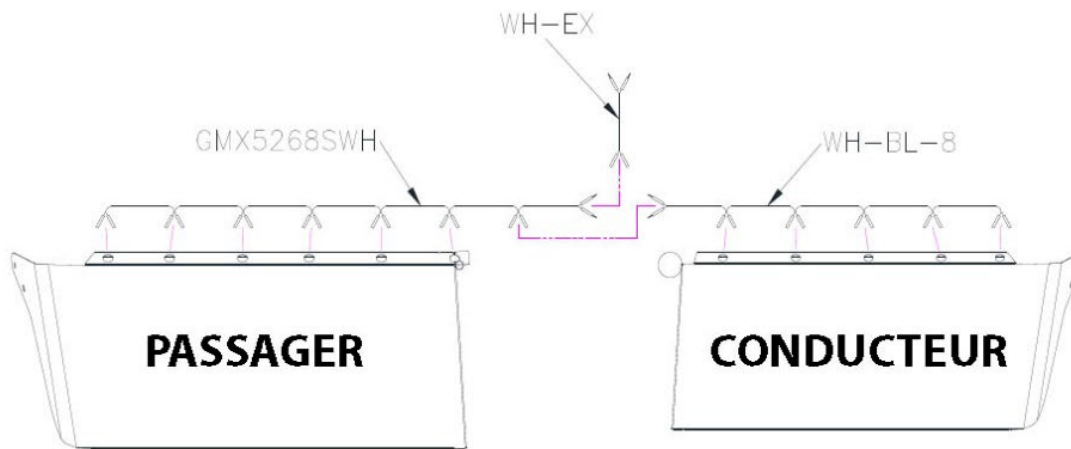 WH-EX
GMX5268SWH
WH-BL-8
PASSAGER
CONDUCTEUR